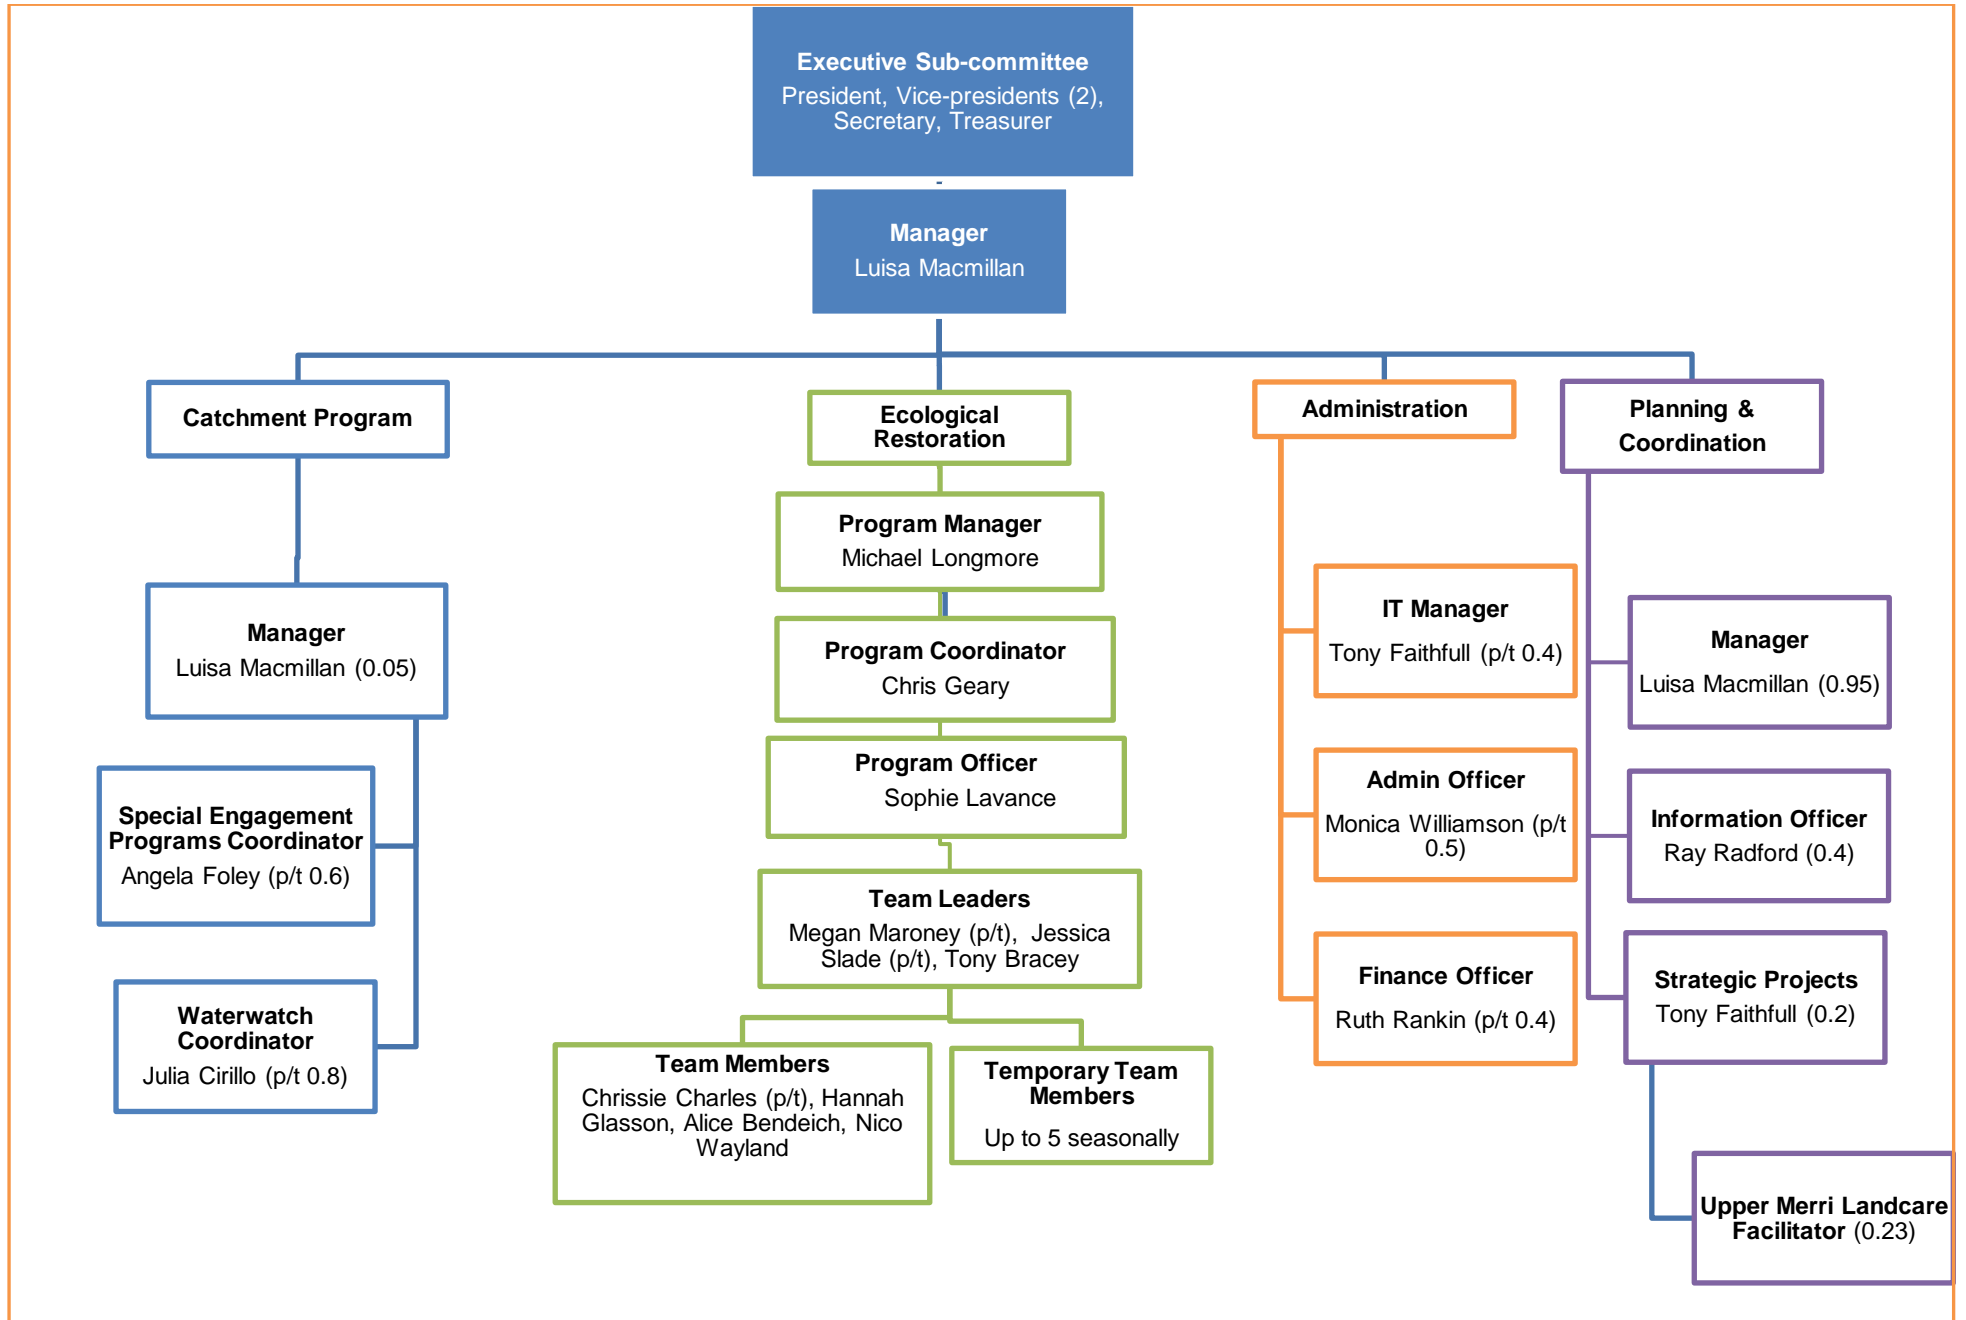 Executive Sub-committee
President, Vice-presidents (2),
Secretary, Treasurer
Manager
Luisa Macmillan
Catchment Program
Manager
Luisa Macmillan (0.05)
Special Engagement
Programs Coordinator
Angela Foley (p/t 0.6)
Waterwatch
Coordinator
Julia Cirillo (p/t 0.8)
Ecological
Restoration
Program Manager
Michael Longmore
Program Coordinator
Chris Geary
Program Officer
Sophie Lavance
Team Leaders
Megan Maroney (p/t), Jessica
Slade (p/t), Tony Bracey
Team Members
Chrissie Charles (p/t), Hannah
Glasson, Alice Bendeich, Nico
Wayland
Temporary Team
Members
Up to 5 seasonally
Administration
IT Manager
Tony Faithfull (p/t 0.4)
Admin Officer
Monica Williamson (p/t
0.5)
Finance Officer
Ruth Rankin (p/t 0.4)
Planning &
Coordination
Manager
Luisa Macmillan (0.95)
Information Officer
Ray Radford (0.4)
Strategic Projects
Tony Faithfull (0.2)
Upper Merri Landcare
Facilitator (0.23)